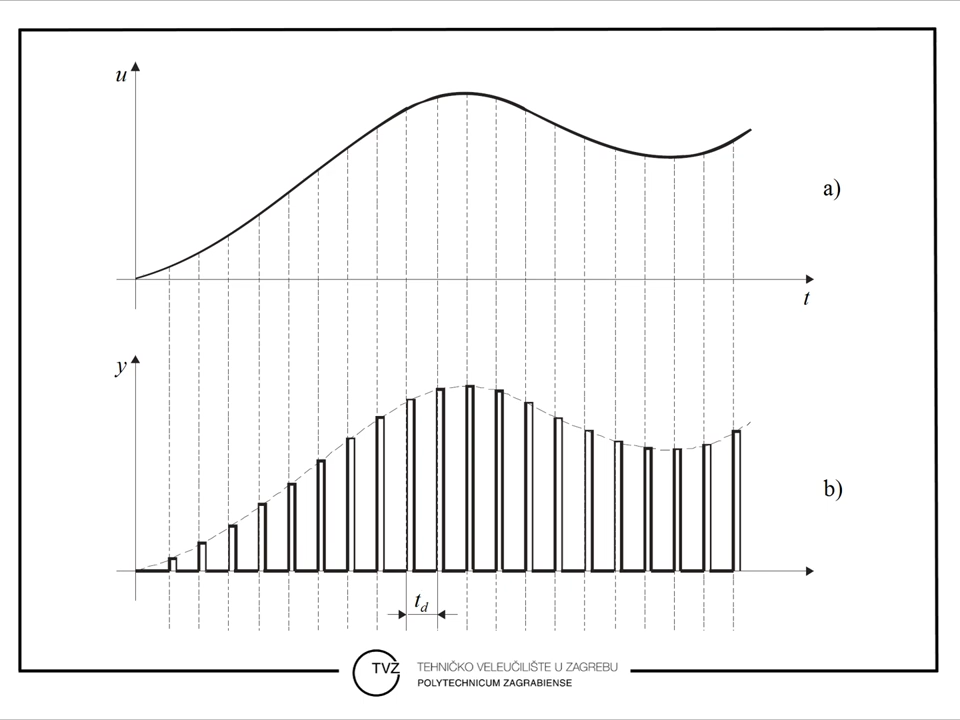 u
a)
t
y
b)
t_d
TVZ
TEHNIČKO VELEUČILIŠTE U ZAGREBU
POLYTECHNICUM ZAGRABIENSE